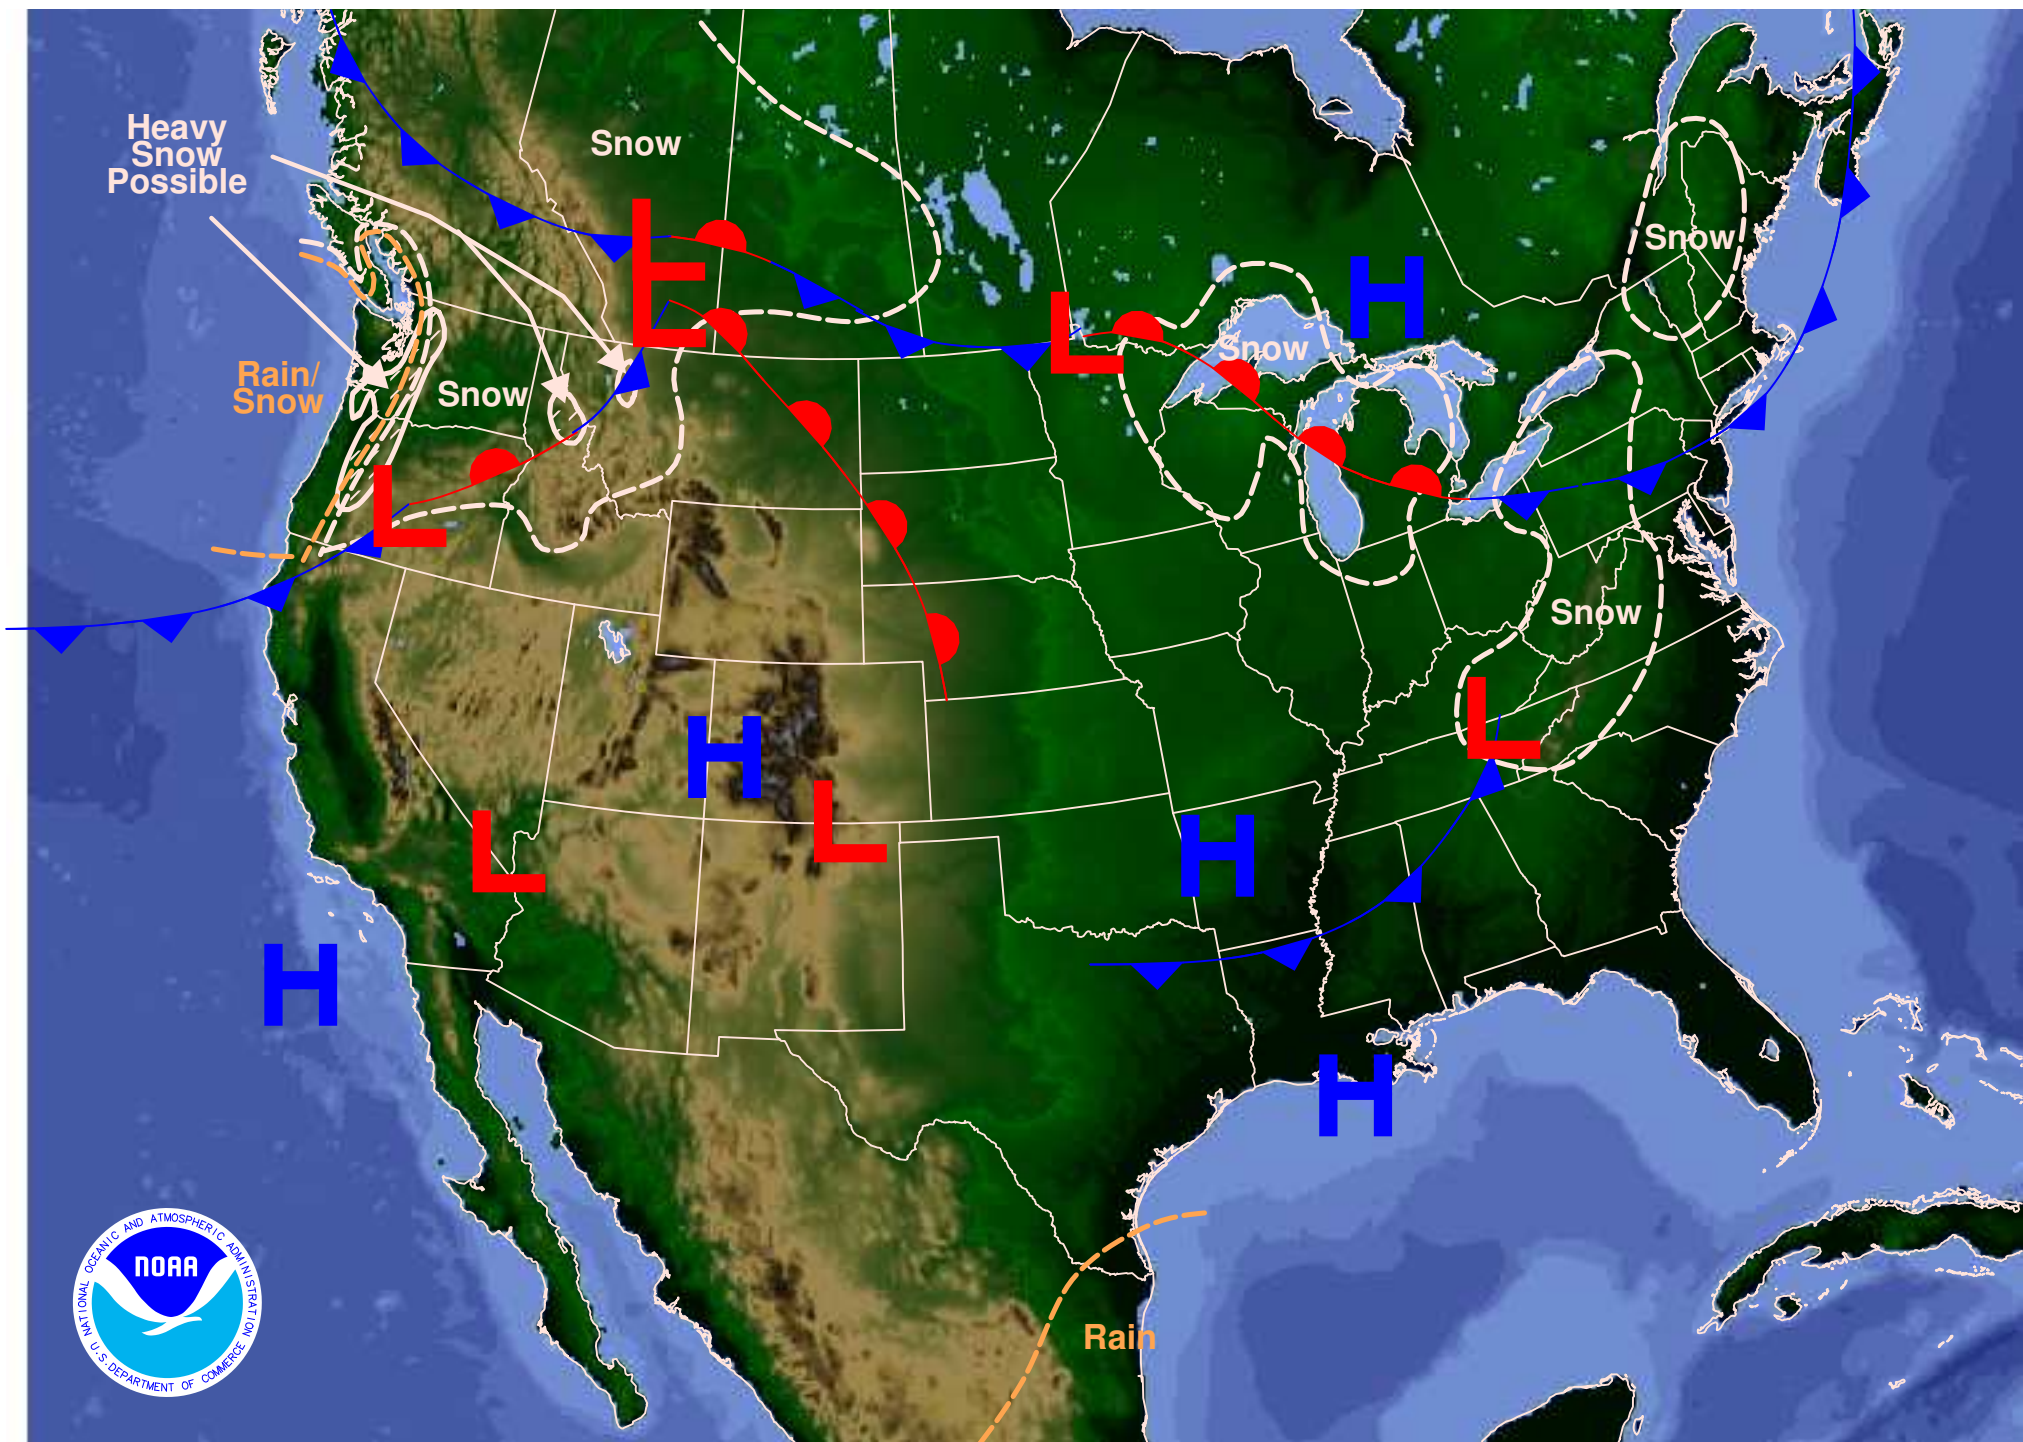 Heavy
Snow
Possible
Snow
Snow
L
H
L
L
Snow
Rain/
Snow
Snow
L
Snow
L
H
L
L
H
H
H
Rain
NATIONAL OCEANIC AND ATMOSPHERIC ADMINISTRATION
NOAA
U.S. DEPARTMENT OF COMMERCE